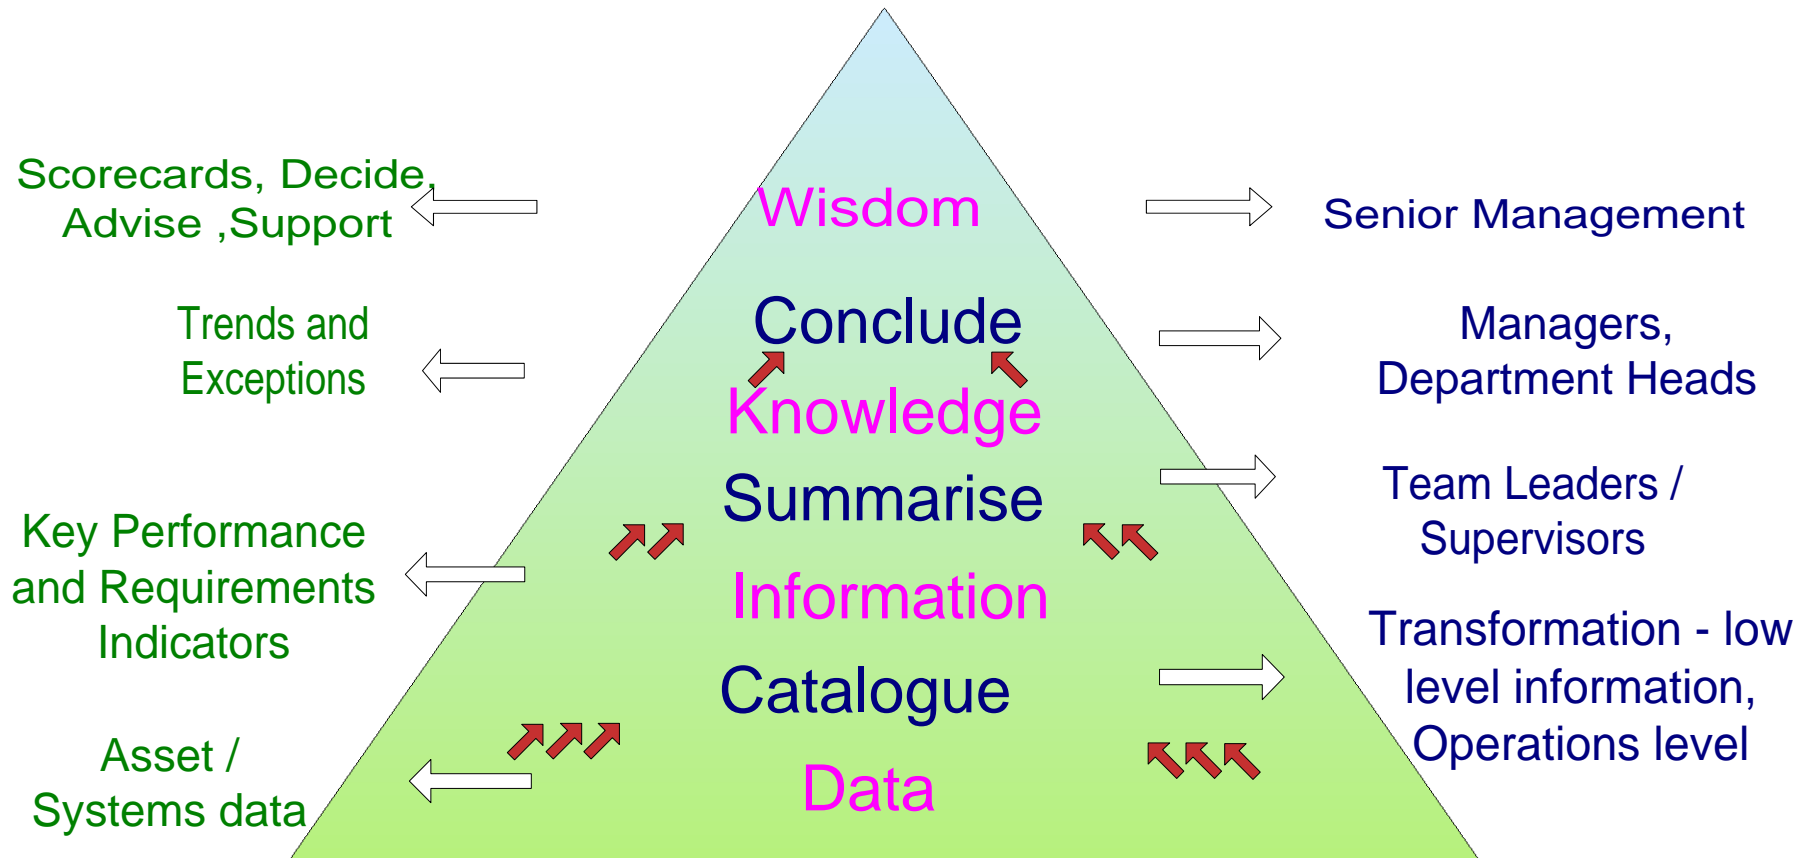 Scorecards, Decide,
Advise ,Support
Wisdom
Senior Management
Trends and
Exceptions
Conclude
Managers,
Department Heads
Knowledge
Summarise
Team Leaders /
Supervisors
Key Performance
and Requirements
Indicators
Information
Transformation - low
level information,
Operations level
Catalogue
Asset /
Systems data
Data